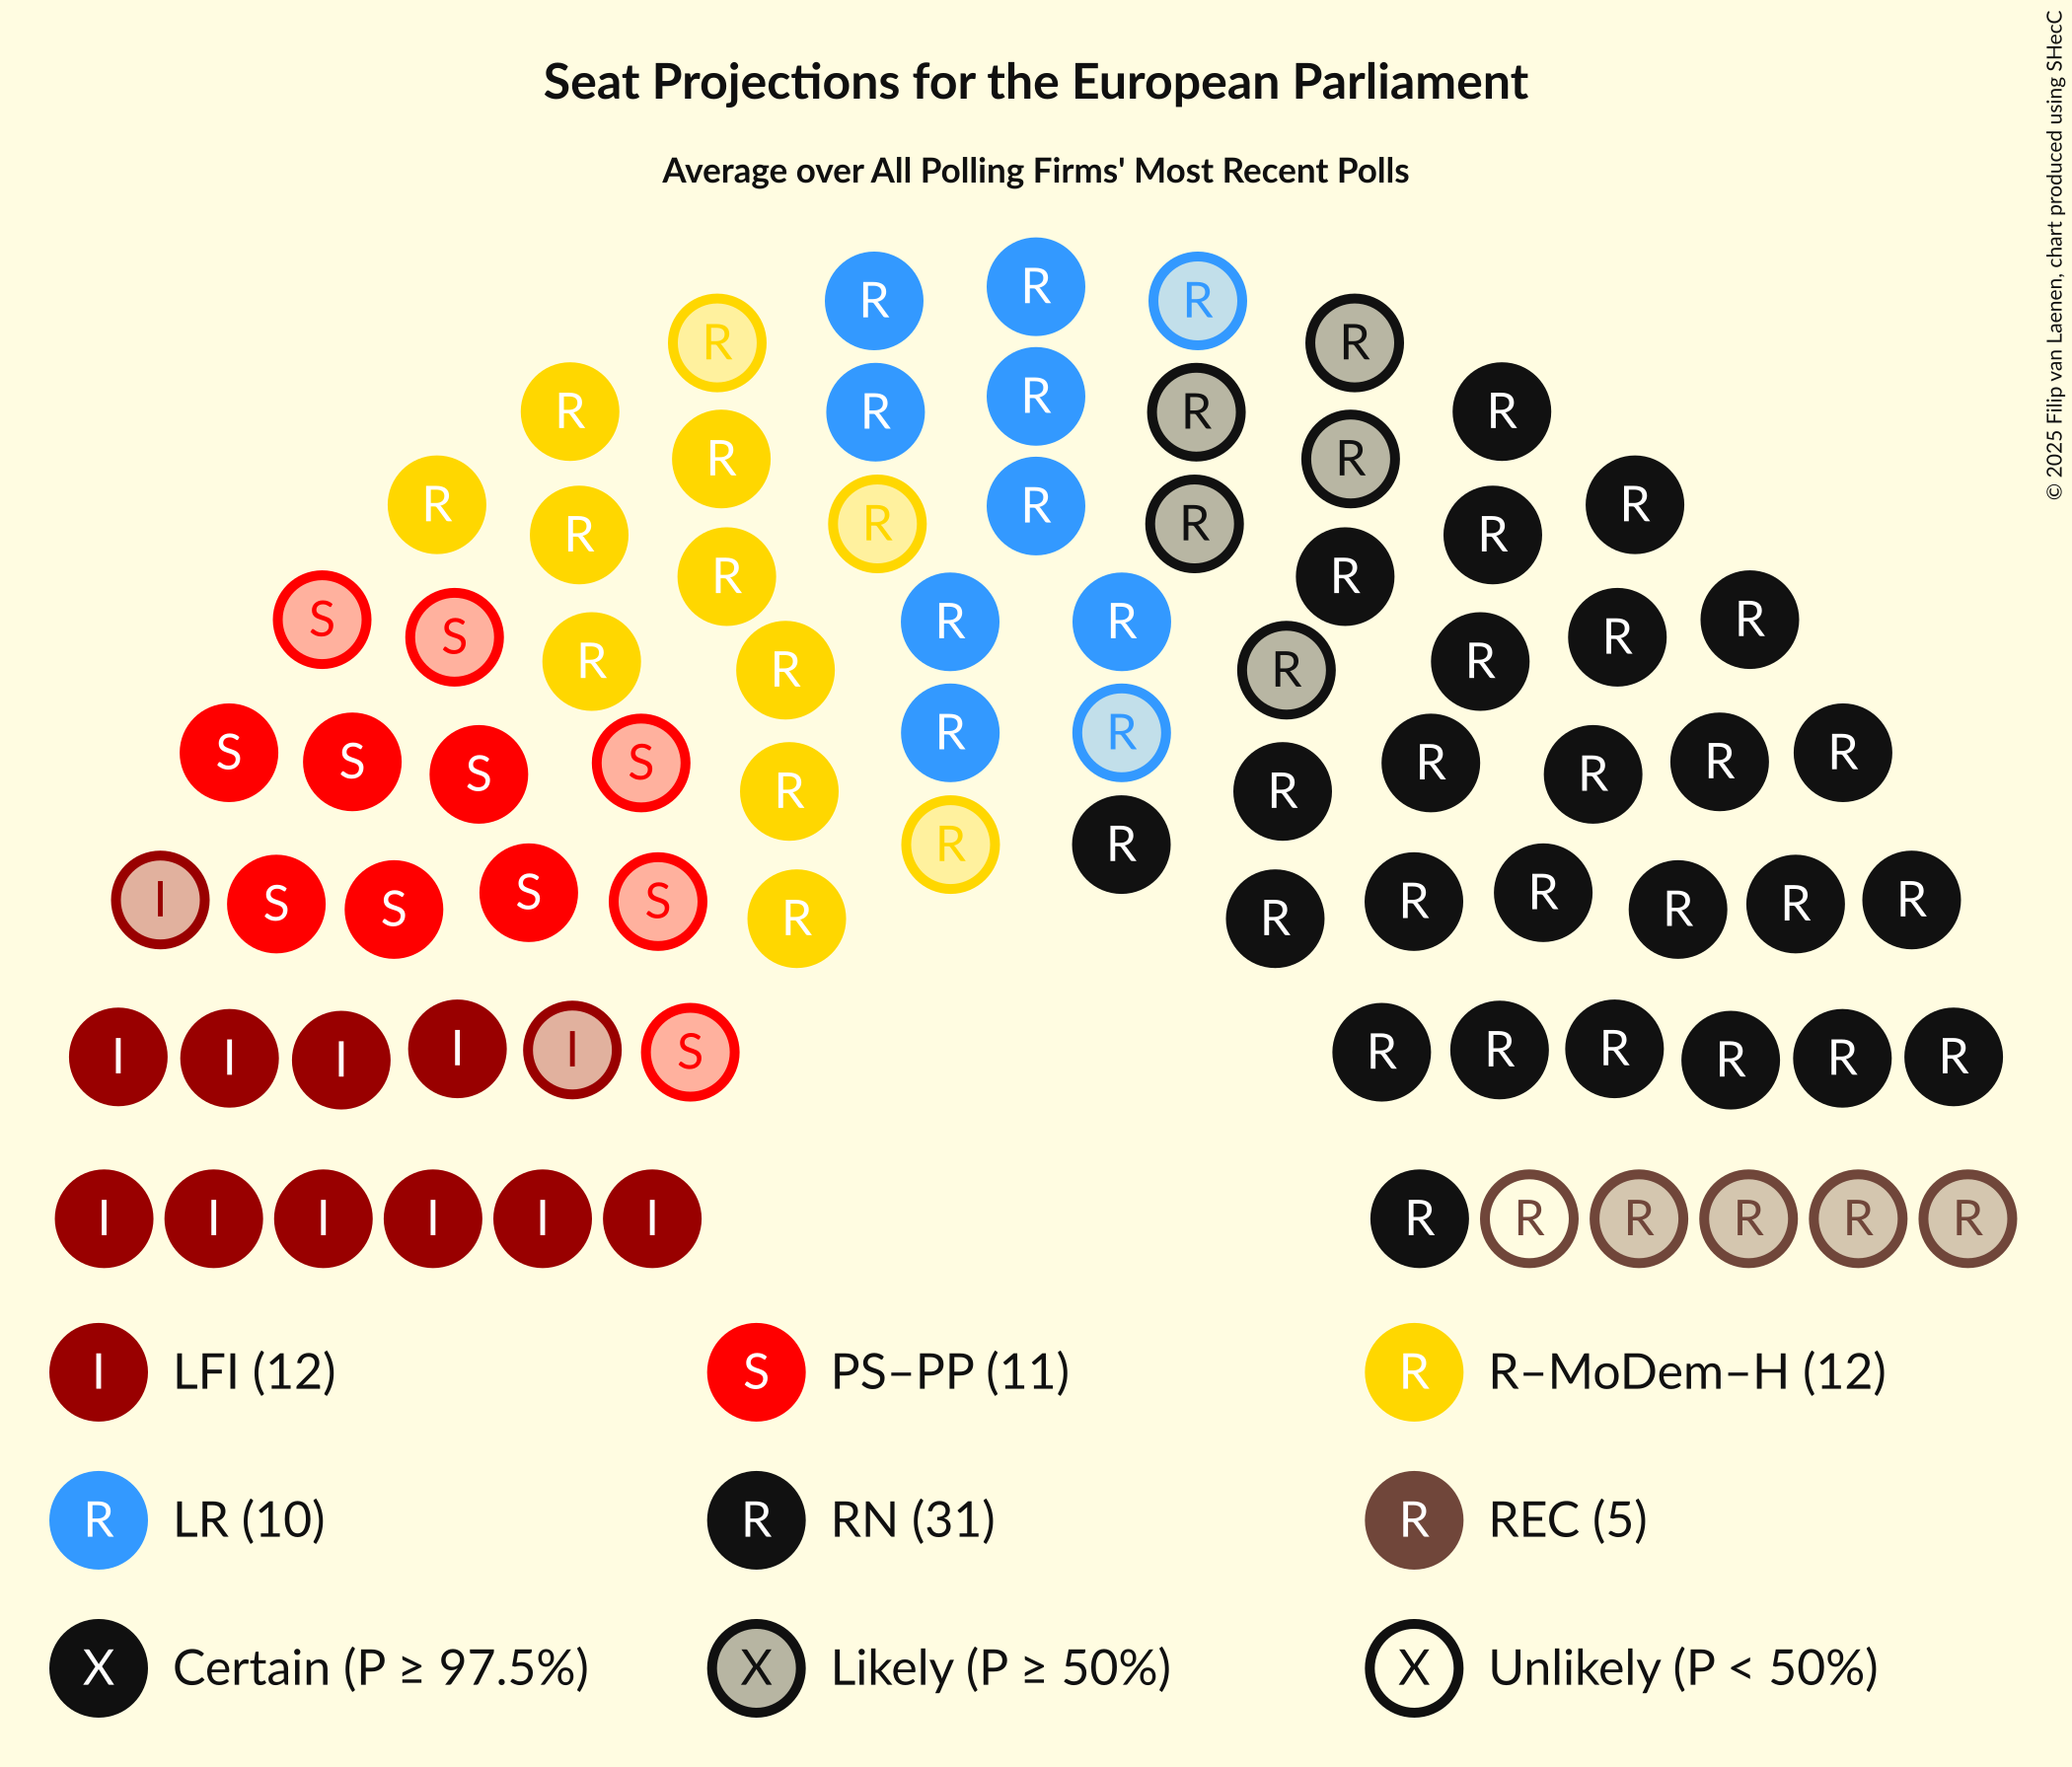 Seat Projections for the European Parliament
Average over All Polling Firms' Most Recent Polls
© 2025 Filip van Laenen, chart produced using SHecC
R R R
R R
R R R R R
R R
R R R R R
R R R R
S S R R R R R R
R R R R
S S S S R R R R R R R R
R R
I S S S S R R R R R R R R R
R R
I I I I I S R R R R R R
I I I I I I R R R R R R
I LFI (12) S PS–PP (11) R R–MoDem–H (12)
R LR (10) R RN (31) R REC (5)
X Certain (P ≥ 97.5%) X Likely (P ≥ 50%) X Unlikely (P < 50%)